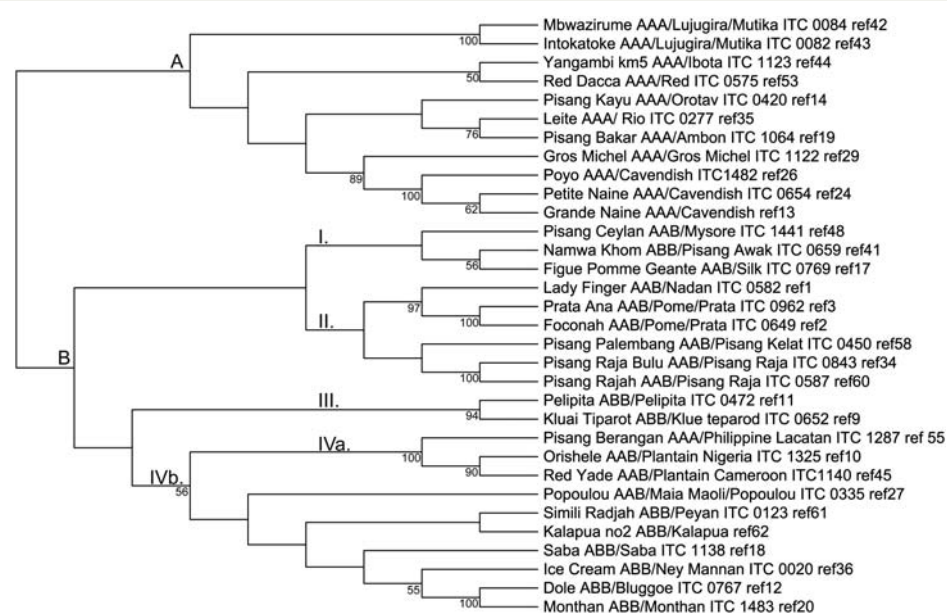 Mbwazirume AAA/Lujugira/Mutika ITC 0084 ref42
100
Intokatoke AAA/Lujugira/Mutika ITC 0082 ref43
A
Yangambi km5 AAA/Ibota ITC 1123 ref44
50
Red Dacca AAA/Red ITC 0575 ref53
Pisang Kayu AAA/Orotav ITC 0420 ref14
Leite AAA/ Rio ITC 0277 ref35
76
Pisang Bakar AAA/Ambon ITC 1064 ref19
Gros Michel AAA/Gros Michel ITC 1122 ref29
89
Poyo AAA/Cavendish ITC1482 ref26
100
Petite Naine AAA/Cavendish ITC 0654 ref24
62
Grande Naine AAA/Cavendish ref13
Pisang Ceylan AAB/Mysore ITC 1441 ref48
I.
Namwa Khom ABB/Pisang Awak ITC 0659 ref41
56
Figue Pomme Geante AAB/Silk ITC 0769 ref17
Lady Finger AAB/Nadan ITC 0582 ref1
97
Prata Ana AAB/Pome/Prata ITC 0962 ref3
II.
100
Foconah AAB/Pome/Prata ITC 0649 ref2
Pisang Palembang AAB/Pisang Kelat ITC 0450 ref58
B
Pisang Raja Bulu AAB/Pisang Raja ITC 0843 ref34
100
Pisang Rajah AAB/Pisang Raja ITC 0587 ref60
III.
Pelipita ABB/Pelipita ITC 0472 ref11
94
Kluai Tiparot ABB/Klue teparod ITC 0652 ref9
IVa.
Pisang Berangan AAA/Philippine Lacatan ITC 1287 ref 55
100
Orishele AAB/Plantain Nigeria ITC 1325 ref10
90
IVb.
Red Yade AAB/Plantain Cameroon ITC1140 ref45
56
Popoulou AAB/Maia Maoli/Popoulou ITC 0335 ref27
Simili Radjah ABB/Peyan ITC 0123 ref61
Kalapua no2 ABB/Kalapua ref62
Saba ABB/Saba ITC 1138 ref18
Ice Cream ABB/Ney Mannan ITC 0020 ref36
55
Dole ABB/Bluggoe ITC 0767 ref12
100
Monthan ABB/Monthan ITC 1483 ref20